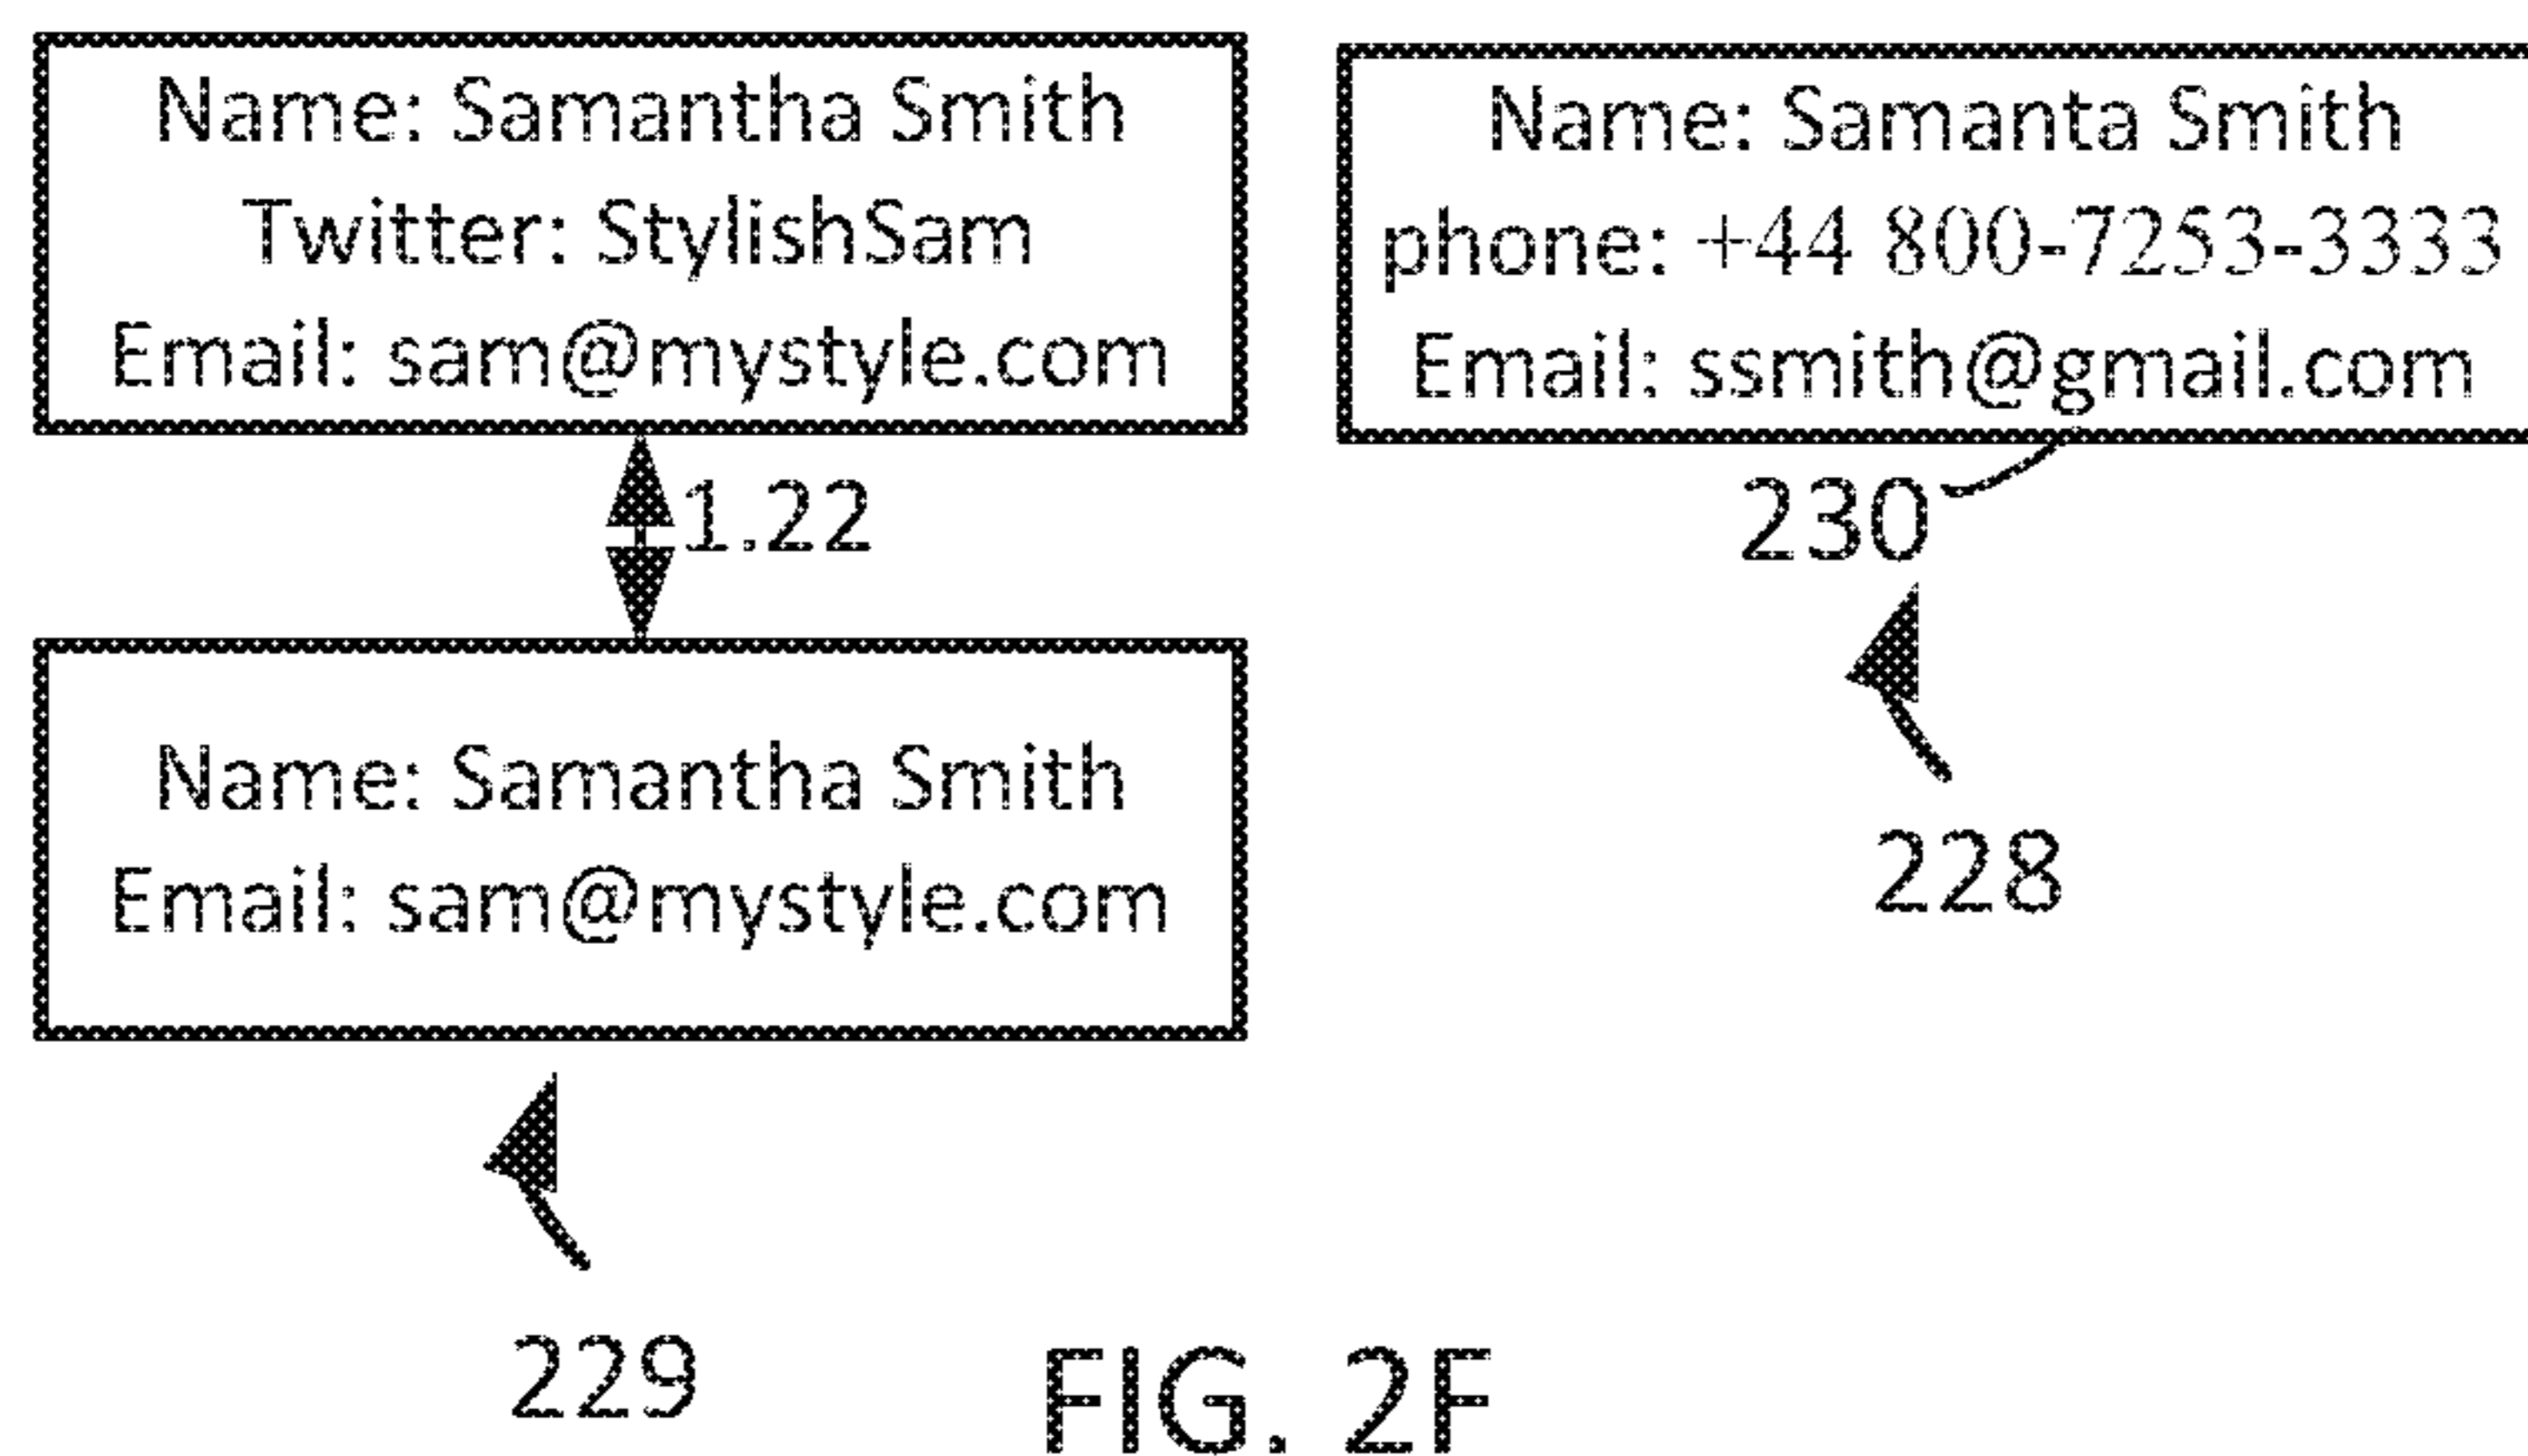 Name: Samantha Smith
Twitter: StylishSam
Email: sam@mystyle.com
Name: Samanta Smith
phone: +44 800-7253-3333
Email: ssmith@gmail.com
1.22
230
Name: Samantha Smith
Email: sam@mystyle.com
228
229
FIG. 2F